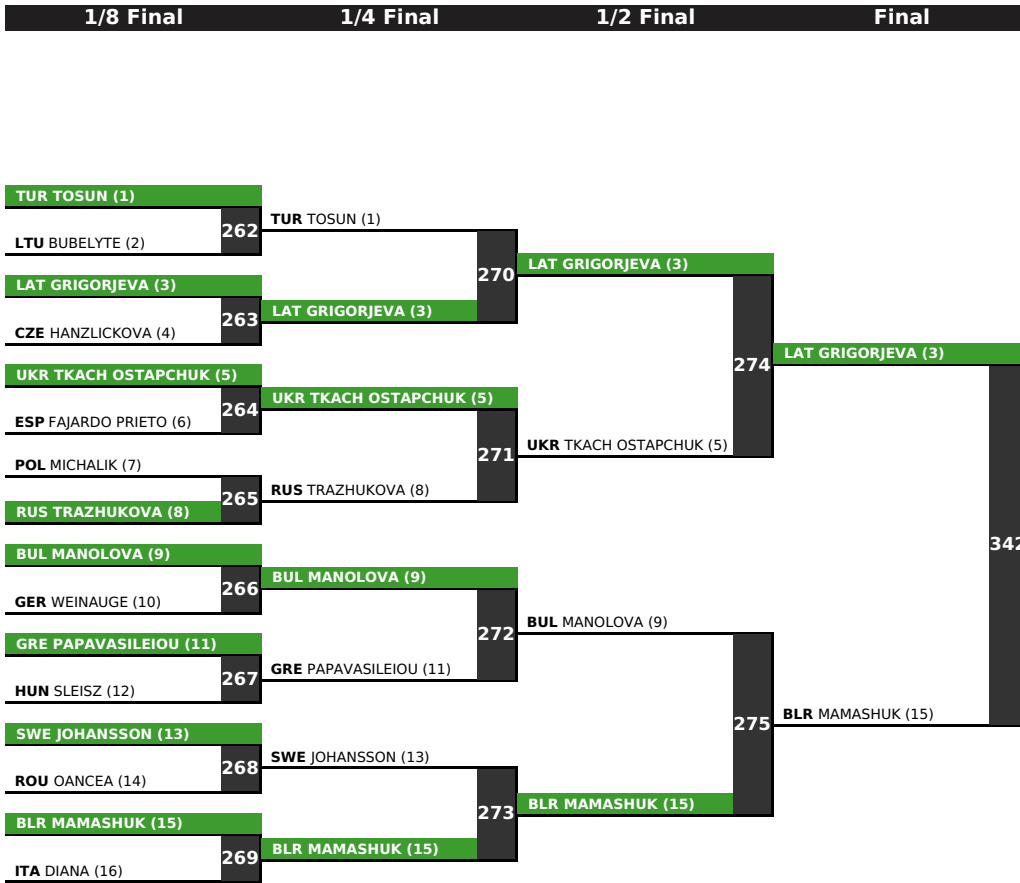 1/8 Final
1/4 Final
1/2 Final
Final
TUR TOSUN (1)
262
LTU BUBELYTE (2)
LAT GRIGORJEVA (3)
263
CZE HANZLICKOVA (4)
UKR TKACH OSTAPCHUK (5)
264
ESP FAJARDO PRIETO (6)
POL MICHALIK (7)
265
RUS TRAZHUKOVA (8)
BUL MANOLOVA (9)
266
GER WEINAUGE (10)
GRE PAPAVASILEIOU (11)
267
HUN SLEISZ (12)
SWE JOHANSSON (13)
268
ROU OANCEA (14)
BLR MAMASHUK (15)
269
ITA DIANA (16)
TUR TOSUN (1)
270
LAT GRIGORJEVA (3)
UKR TKACH OSTAPCHUK (5)
271
RUS TRAZHUKOVA (8)
BUL MANOLOVA (9)
272
GRE PAPAVASILEIOU (11)
SWE JOHANSSON (13)
273
BLR MAMASHUK (15)
LAT GRIGORJEVA (3)
274
UKR TKACH OSTAPCHUK (5)
BUL MANOLOVA (9)
275
BLR MAMASHUK (15)
LAT GRIGORJEVA (3)
342
BLR MAMASHUK (15)